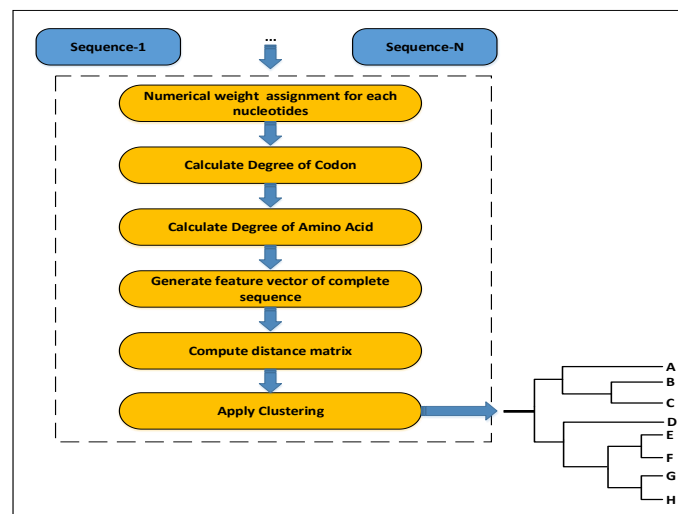 Sequence-1
...
Sequence-N
Numerical weight assignment for each
nucleotides
Calculate Degree of Codon
Calculate Degree of Amino Acid
Generate feature vector of complete
sequence
Compute distance matrix
Apply Clustering
A
B
C
D
E
F
G
H